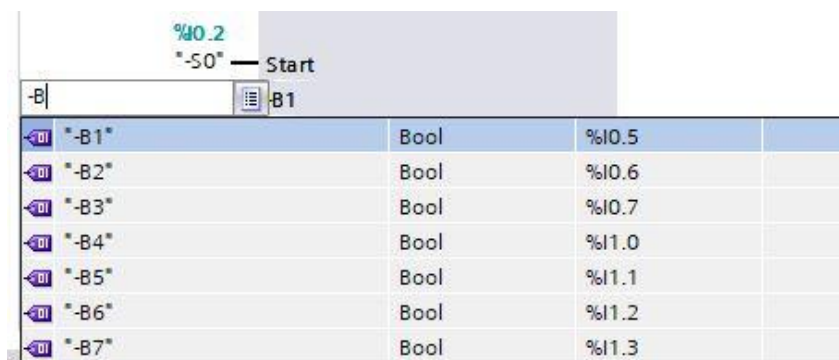 %I0.2
"-S0" Start
-B -B1
"-B1" Bool %I0.5
"-B2" Bool %I0.6
"-B3" Bool %I0.7
"-B4" Bool %I1.0
"-B5" Bool %I1.1
"-B6" Bool %I1.2
"-B7" Bool %I1.3